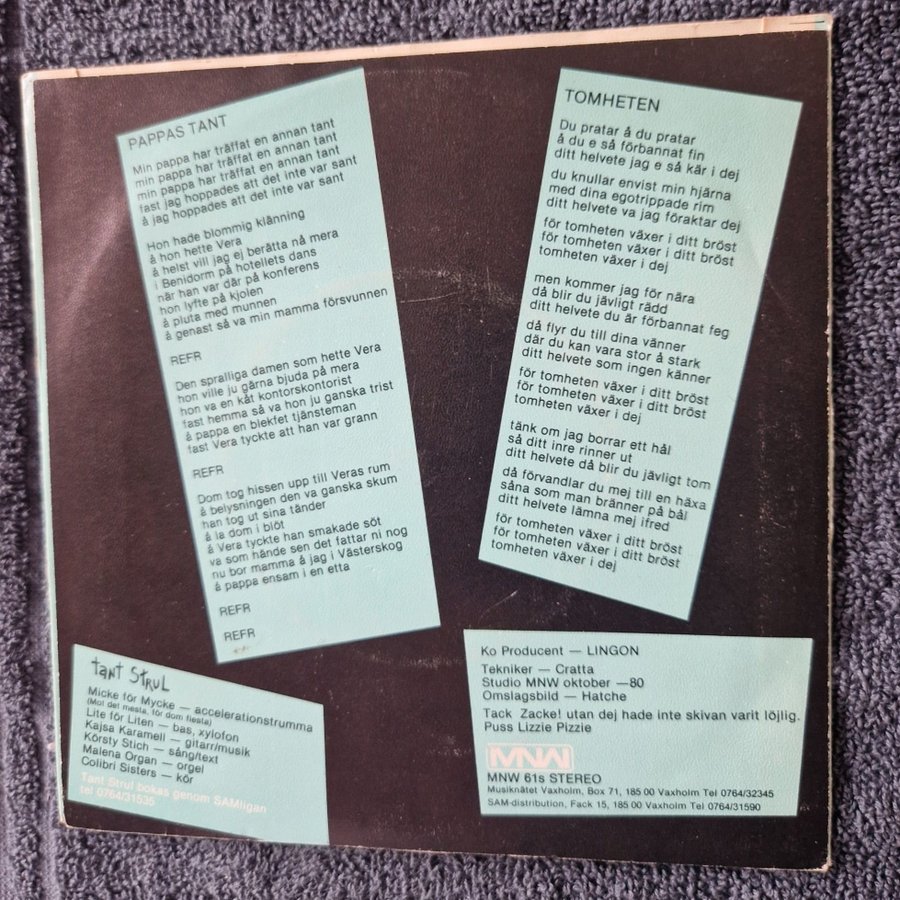 PAPPAS TANT
Min pappa har träffat en annan tant
min pappa har träffat en annan tant
min pappa har träffat en annan tant
fast jag hoppades att det inte var sant
å jag hoppades att det inte var sant
Hon hade blommig klänning
å hon hette Vera
å helst vill jag ej berätta nå mera
i Benidorm på hotellets dans
när han var där på konferens
hon lyfte på kjolen
å pluta med munnen
å genast så va min mamma försvunnen
REFR
Den spralliga damen som hette Vera
hon ville ju gärna bjuda på mera
hon va en kåt kontorskontorist
fast hemma så va hon ju ganska trist
å pappa en blekfet tjänsteman
fast Vera tyckte att han var grann
REFR
Dom tog hissen upp till Veras rum
å belysningen den va ganska skum
han tog ut sina tänder
å la dom i blöt
å Vera tyckte han smakade söt
va som hände sen det fattar ni nog
nu bor mamma å jag i Västerskog
å pappa ensam i en etta
REFR
REFR
TOMHETEN
Du pratar å du pratar
å du e så förbannat fin
ditt helvete jag e så kär i dej
du knullar envist min hjärna
med dina egotrippade rim
ditt helvete va jag föraktar dej
för tomheten växer i ditt bröst
för tomheten växer i ditt bröst
tomheten växer i dej
men kommer jag för nära
då blir du jävligt rädd
ditt helvete du är förbannat feg
då flyr du till dina vänner
där du kan vara stor å stark
ditt helvete som ingen känner
för tomheten växer i ditt bröst
för tomheten växer i ditt bröst
tomheten växer i dej
tänk om jag borrar ett hål
så ditt inre rinner ut
ditt helvete då blir du jävligt tom
då förvandlar du mej till en häxa
såna som man bränner på bål
ditt helvete lämna mej ifred
för tomheten växer i ditt bröst
för tomheten växer i ditt bröst
tomheten växer i dej
tant STRUL
Micke för Mycke — accelerationstrumma
(Mol det mesta, för dom flesta)
Lite för Liten — bas, xylofon
Kajsa Karamell — gitarr/musik
Körsty Stich — sång/text
Malena Organ — orgel
Colibri Sisters — kör
Tant Strul bokas genom SAMligan
tel 0764/31535
Ko Producent — LINGON
Tekniker — Cratta
Studio MNW oktober —80
Omslagsbild — Hatche
Tack Zacke! utan dej hade inte skivan varit löjlig.
Puss Lizzie Pizzie
MNW
MNW 61s STEREO
Musiknätet Vaxholm, Box 71, 185 00 Vaxholm Tel 0764/32345
SAM-distribution, Fack 15, 185 00 Vaxholm Tel 0764/31590